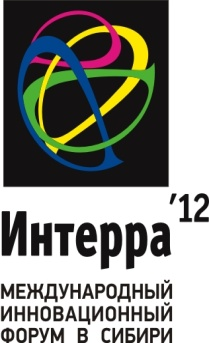 Интерра '12
МЕЖДУНАРОДНЫЙ
ИННОВАЦИОННЫЙ
ФОРУМ В СИБИРИ